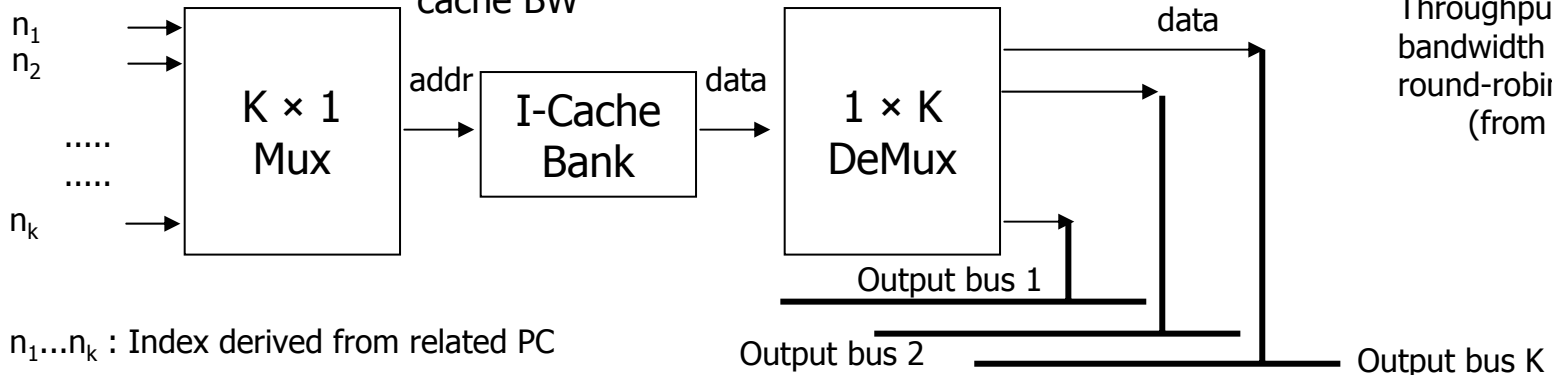 cache BW
Throughpu
bandwidth
round-robi
(from
n₁
n₂
.....
.....
nₖ
K × 1
Mux
addr
I-Cache
Bank
data
1 × K
DeMux
data
Output bus 1
Output bus 2
Output bus K
n₁...nₖ : Index derived from related PC